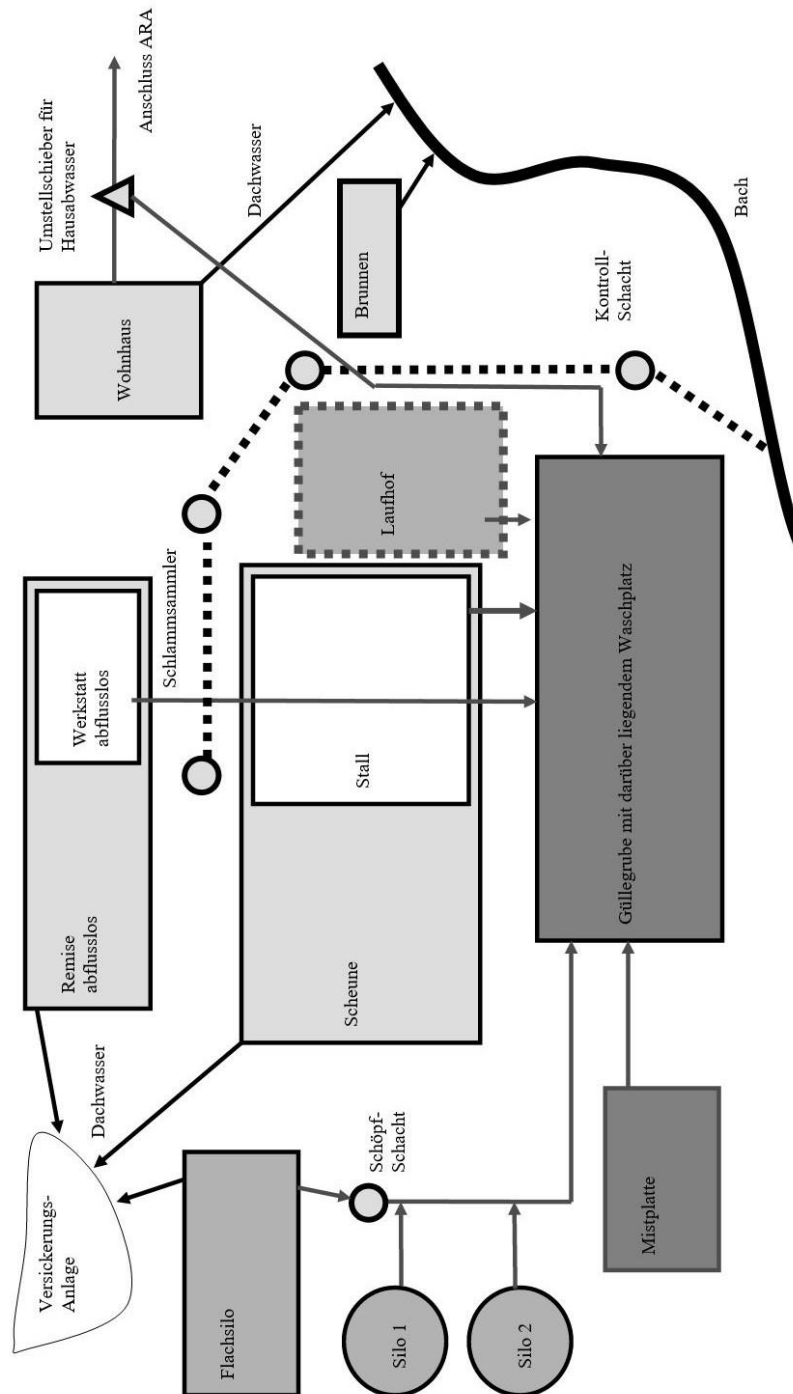 Versickerungs-
Anlage
Dachwasser
Remise
abflusslos
Werkstatt
abflusslos
Schlammsammler
Wohnhaus
Umstellschieber für
Hausabwasser
Anschluss ARA
Dachwasser
Brunnen
Flachsilo
Schöpf-
Schacht
Scheune
Stall
Laufhof
Kontroll-
Schacht
Bach
Silo 1
Silo 2
Mistplatte
Güllegrube mit darüber liegendem Waschplatz